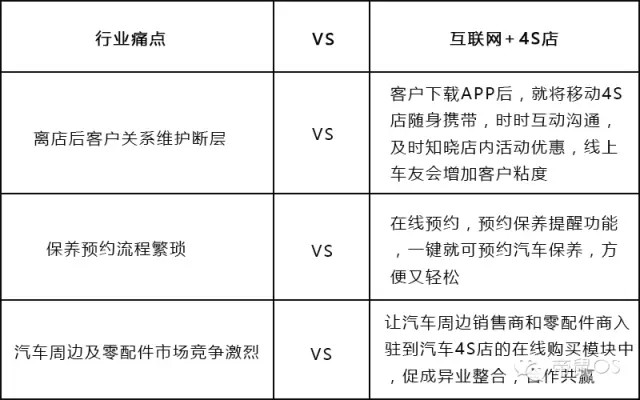 行业痛点
VS
互联网+4S店
离店后客户关系维护断层
VS
客户下载APP后，就将移动4S
店随身携带，时时互动沟通，
及时知晓店内活动优惠，线上
车友会增加客户粘度
保养预约流程繁琐
VS
在线预约，预约保养提醒功能
，一键就可预约汽车保养，方
便又轻松
汽车周边及零配件市场竞争激烈
VS
让汽车周边销售商和零配件商入
驻到汽车4S店的在线购买模块中
，促成异业整合，合作共赢